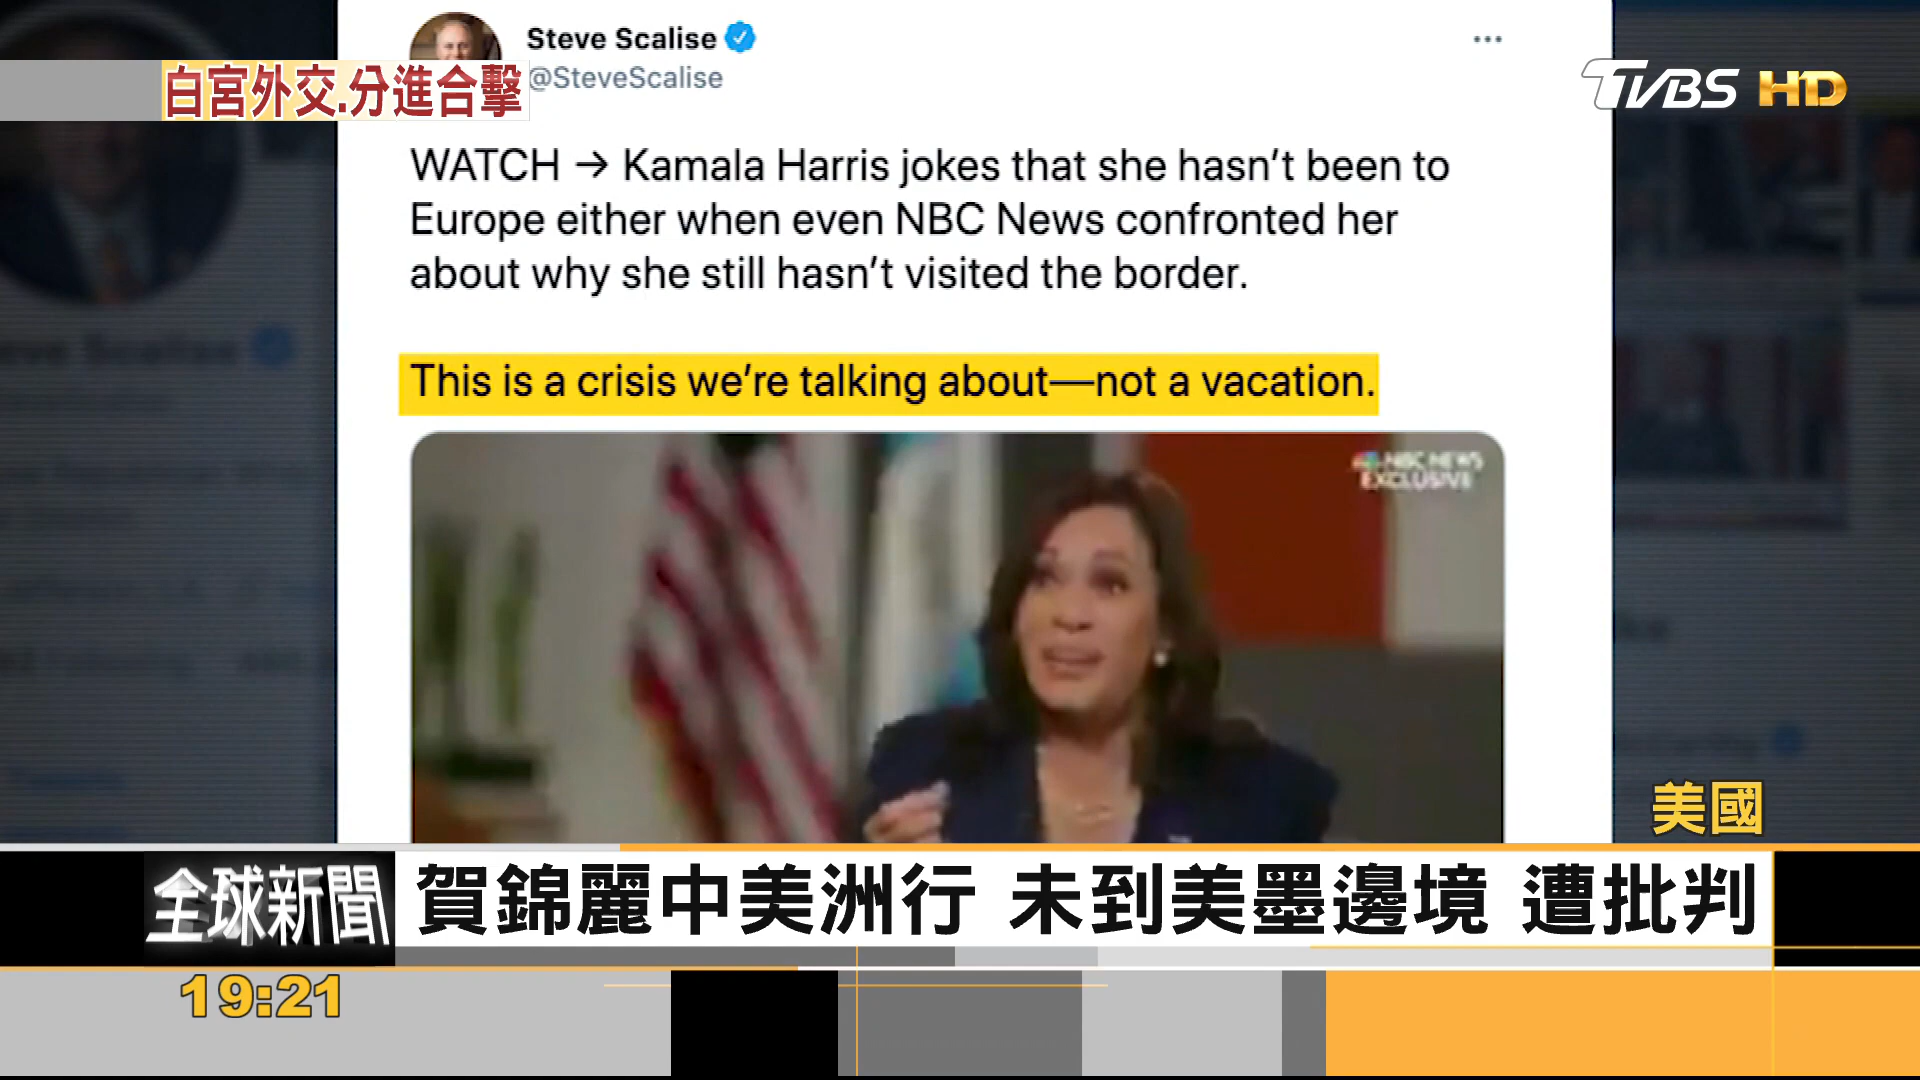 Steve Scalise
@SteveScalise
白宮外交.分進合擊
TVBS HD
WATCH → Kamala Harris jokes that she hasn’t been to
Europe either when even NBC News confronted her
about why she still hasn’t visited the border.
This is a crisis we’re talking about—not a vacation.
NBC NEWS
EXCLUSIVE
美國
全球新聞
賀錦麗中美洲行 未到美墨邊境 遭批判
19:21